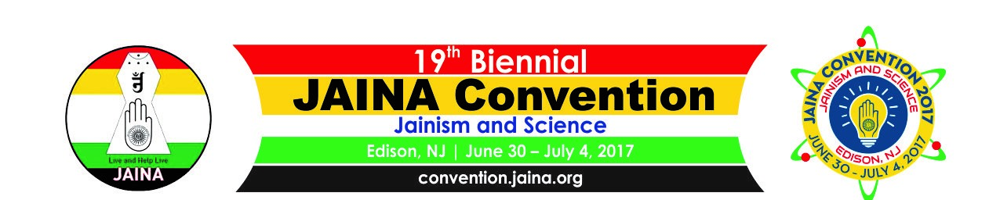 Live and Help Live
JAINA
19th Biennial
JAINA Convention
Jainism and Science
Edison, NJ | June 30 – July 4, 2017
convention.jaina.org
JAINA CONVENTION 2017
JAINISM AND SCIENCE
EDISON, NJ
JUNE 30 - JULY 4, 2017